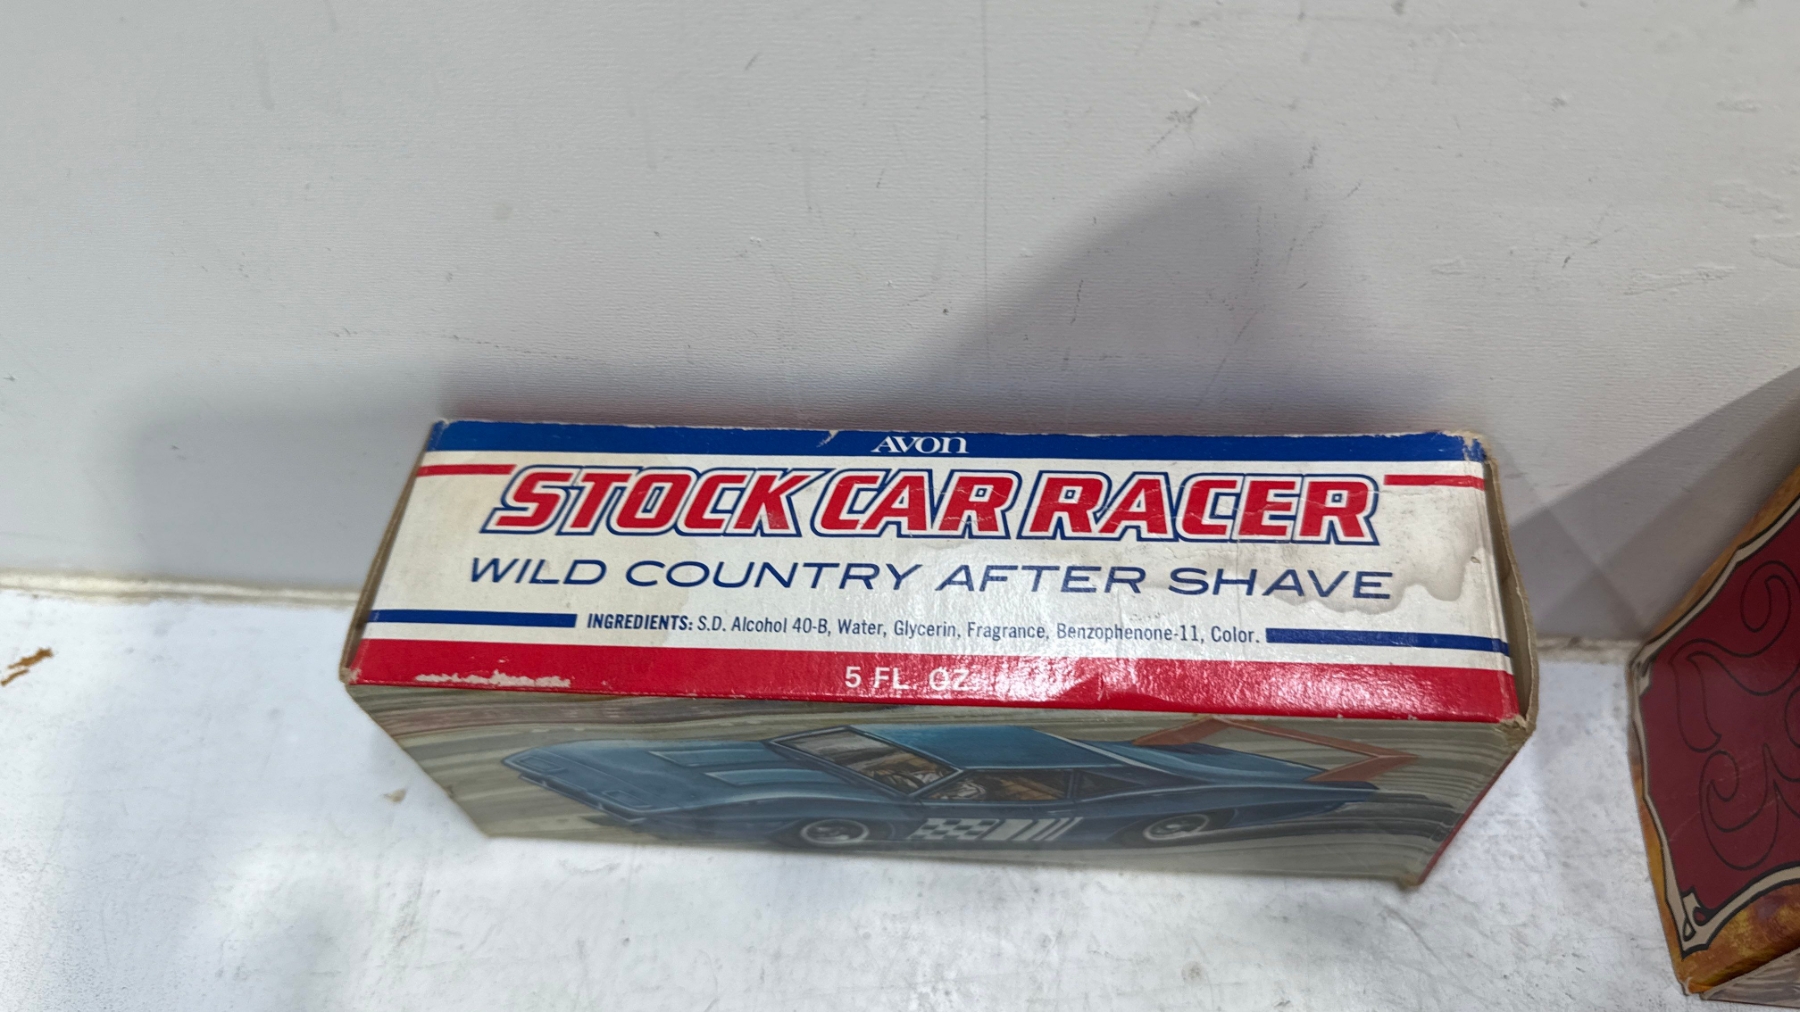 AVON
STOCK CAR RACER
WILD COUNTRY AFTER SHAVE
INGREDIENTS: S.D. Alcohol 40-B, Water, Glycerin, Fragrance, Benzophenone-11, Color.
5 FL. OZ.